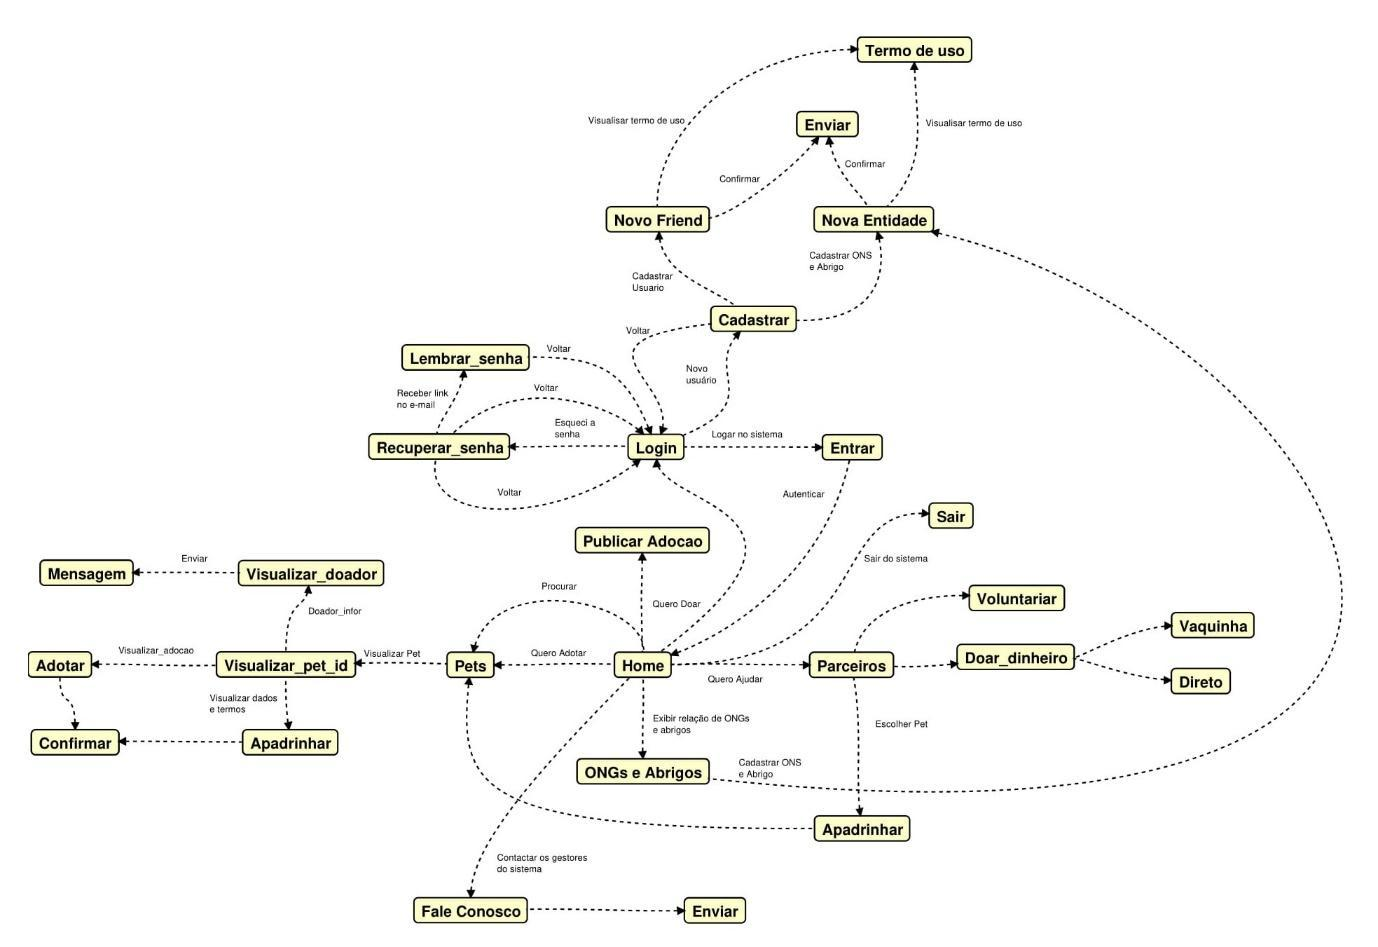 Termo de uso
Visualisar termo de uso
Enviar
Visualisar termo de uso
Confirmar
Confirmar
Novo Friend
Nova Entidade
Cadastrar ONS
e Abrigo
Cadastrar
Usuario
Cadastrar
Voltar
Lembrar_senha
Voltar
Novo
usuário
Receber link
no e-mail
Voltar
Esqueci a
senha
Logar no sistema
Recuperar_senha
Login
Entrar
Voltar
Autenticar
Sair
Publicar Adocao
Sair do sistema
Enviar
Mensagem
Visualizar_doador
Procurar
Quero Doar
Voluntariar
Doador_infor
Vaquinha
Visualizar_adocao
Visualizar Pet
Quero Adotar
Adotar
Visualizar_pet_id
Pets
Home
Quero Ajudar
Parceiros
Doar_dinheiro
Direto
Visualizar dados
e termos
Exibir relação de ONGs
e abrigos
Escolher Pet
Confirmar
Apadrinhar
ONGs e Abrigos
Cadastrar ONS
e Abrigo
Apadrinhar
Contactar os gestores
do sistema
Fale Conosco
Enviar